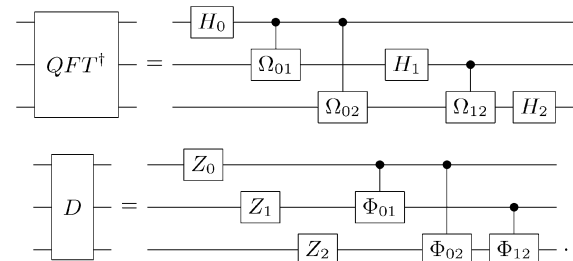 H₀
QFT† = Ω₀₁ H₁
Ω₀₂ Ω₁₂ H₂
Z₀
D = Z₁ Φ₀₁
Z₂ Φ₀₂ Φ₁₂ .